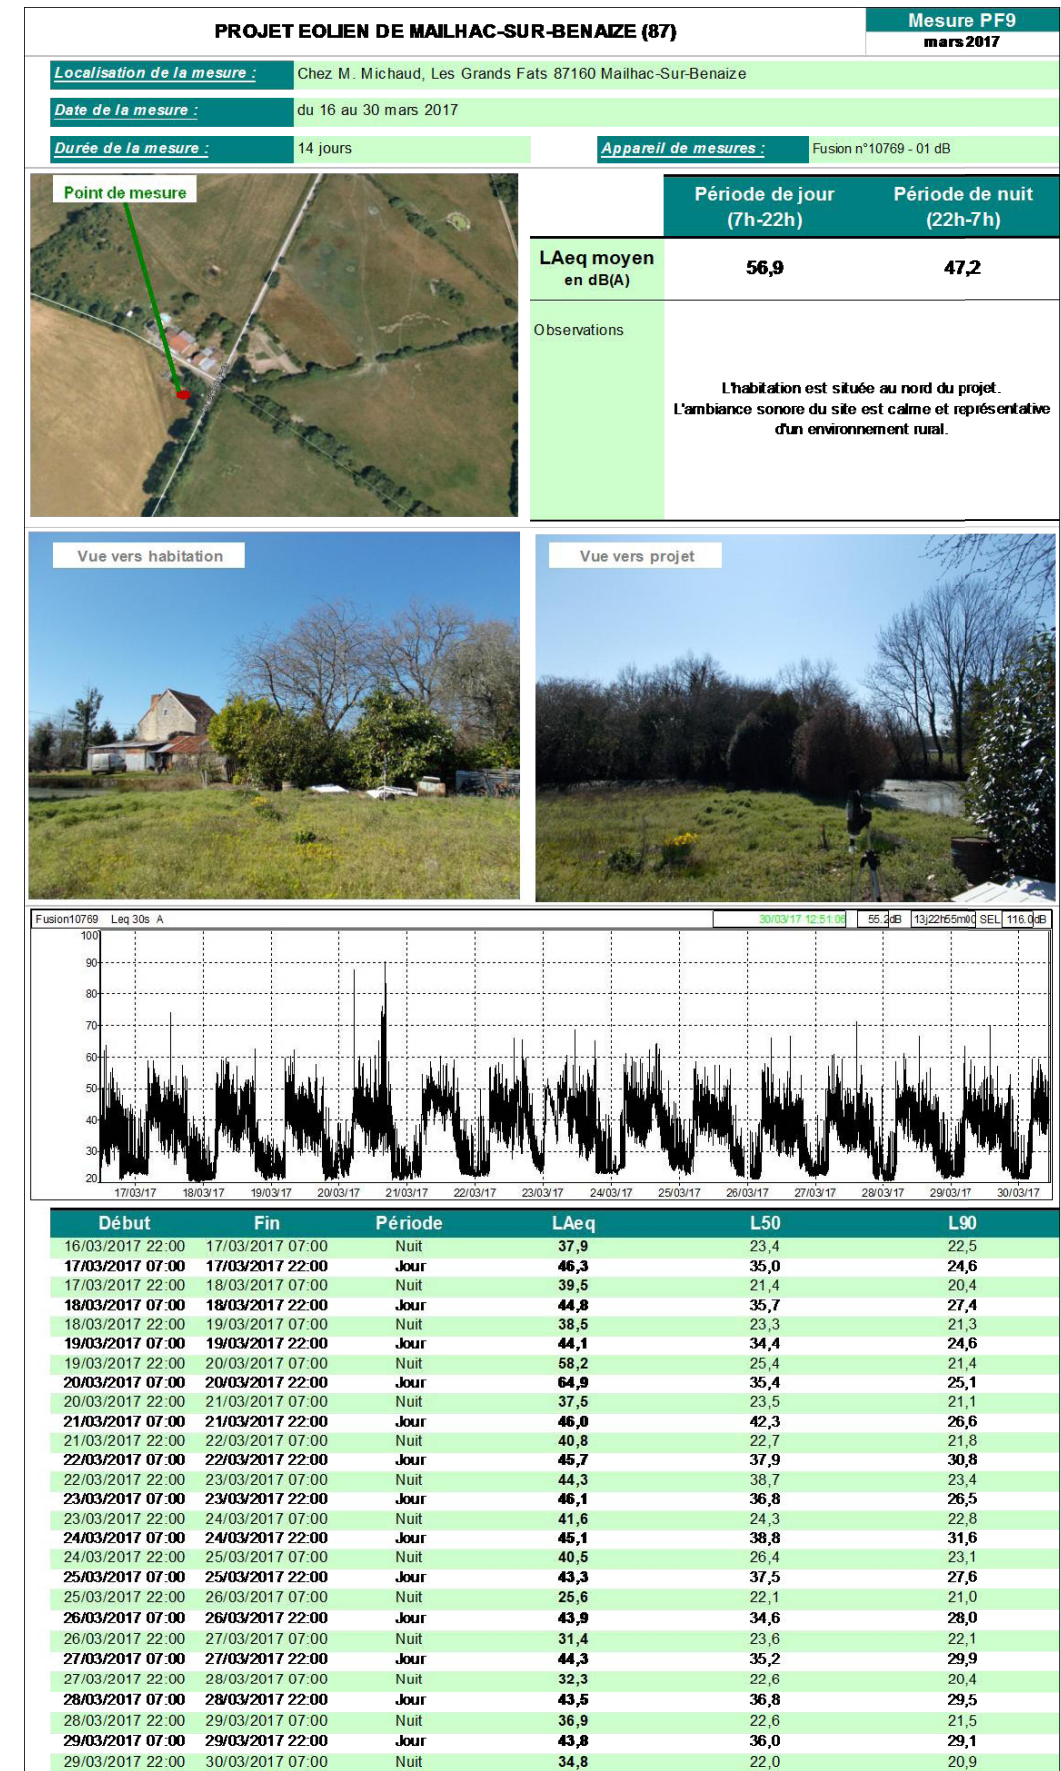 PROJET EOLIEN DE MAILHAC-SUR-BENAIZE (87)
Mesure PF9
mars 2017
Localisation de la mesure :
Chez M. Michaud, Les Grands Fats 87160 Mailhac-Sur-Benaize
Date de la mesure :
du 16 au 30 mars 2017
Durée de la mesure :
14 jours
Appareil de mesures :
Fusion n°10769 - 01 dB
Point de mesure
Période de jour
(7h-22h)
Période de nuit
(22h-7h)
LAeq moyen
en dB(A)
56,9
47,2
Observations
L'habitation est située au nord du projet.
L'ambiance sonore du site est calme et représentative
d'un environnement rural.
Vue vers habitation
Vue vers projet
Fusion10769 Leq 30s A
30/03/17 12:51:06 55.2dB 13j22h55m00 SEL 116.0dB
100
90
80
70
60
50
40
30
20
17/03/17 18/03/17 19/03/17 20/03/17 21/03/17 22/03/17 23/03/17 24/03/17 25/03/17 26/03/17 27/03/17 28/03/17 29/03/17 30/03/17
Début Fin Période LAeq L50 L90
16/03/2017 22:00 17/03/2017 07:00 Nuit 37,9 23,4 22,5
17/03/2017 07:00 17/03/2017 22:00 Jour 46,3 35,0 24,6
17/03/2017 22:00 18/03/2017 07:00 Nuit 39,5 21,4 20,4
18/03/2017 07:00 18/03/2017 22:00 Jour 44,8 35,7 27,4
18/03/2017 22:00 19/03/2017 07:00 Nuit 38,5 23,3 21,3
19/03/2017 07:00 19/03/2017 22:00 Jour 44,1 34,4 24,6
19/03/2017 22:00 20/03/2017 07:00 Nuit 58,2 25,4 21,4
20/03/2017 07:00 20/03/2017 22:00 Jour 64,9 35,4 25,1
20/03/2017 22:00 21/03/2017 07:00 Nuit 37,5 23,5 21,1
21/03/2017 07:00 21/03/2017 22:00 Jour 46,0 42,3 26,6
21/03/2017 22:00 22/03/2017 07:00 Nuit 40,8 22,7 21,8
22/03/2017 07:00 22/03/2017 22:00 Jour 45,7 37,9 30,8
22/03/2017 22:00 23/03/2017 07:00 Nuit 44,3 38,7 23,4
23/03/2017 07:00 23/03/2017 22:00 Jour 46,1 36,8 26,5
23/03/2017 22:00 24/03/2017 07:00 Nuit 41,6 24,3 22,8
24/03/2017 07:00 24/03/2017 22:00 Jour 45,1 38,8 31,6
24/03/2017 22:00 25/03/2017 07:00 Nuit 40,5 26,4 23,1
25/03/2017 07:00 25/03/2017 22:00 Jour 43,3 37,5 27,6
25/03/2017 22:00 26/03/2017 07:00 Nuit 25,6 22,1 21,0
26/03/2017 07:00 26/03/2017 22:00 Jour 43,9 34,6 28,0
26/03/2017 22:00 27/03/2017 07:00 Nuit 31,4 23,6 22,1
27/03/2017 07:00 27/03/2017 22:00 Jour 44,3 35,2 29,9
27/03/2017 22:00 28/03/2017 07:00 Nuit 32,3 22,6 20,4
28/03/2017 07:00 28/03/2017 22:00 Jour 43,5 36,8 29,5
28/03/2017 22:00 29/03/2017 07:00 Nuit 36,9 22,6 21,5
29/03/2017 07:00 29/03/2017 22:00 Jour 43,8 36,0 29,1
29/03/2017 22:00 30/03/2017 07:00 Nuit 34,8 22,0 20,9